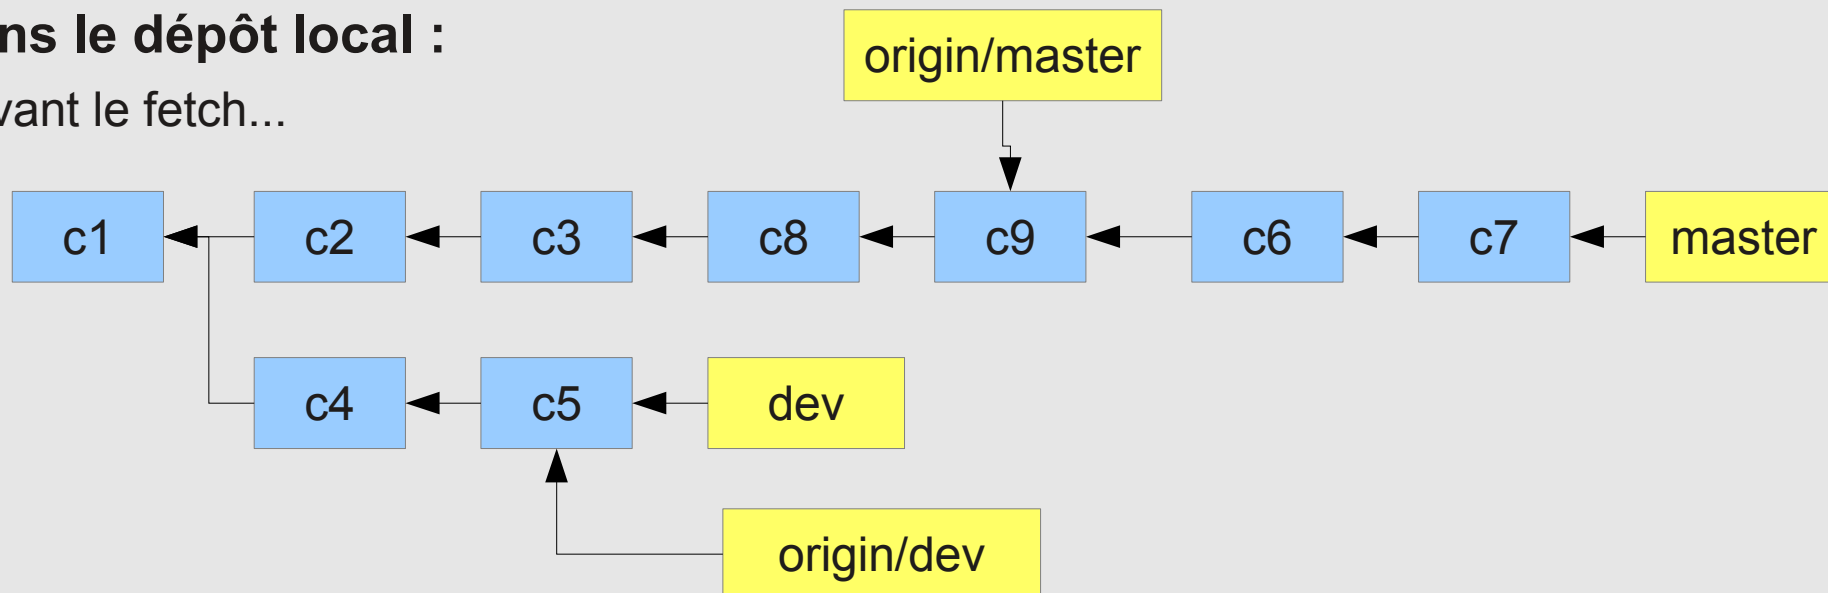 ns le dépôt local :
vant le fetch...
origin/master
c1 c2 c3 c8 c9 c6 c7 master
c4 c5 dev
origin/dev